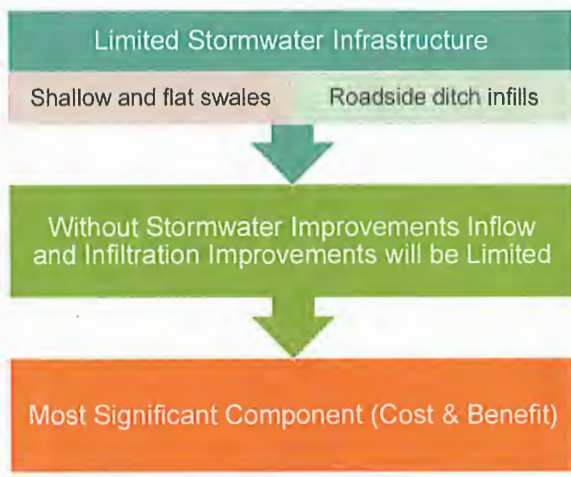 Limited Stormwater Infrastructure
Shallow and flat swales
Roadside ditch infills
Without Stormwater Improvements Inflow
and Infiltration Improvements will be Limited
Most Significant Component (Cost & Benefit)